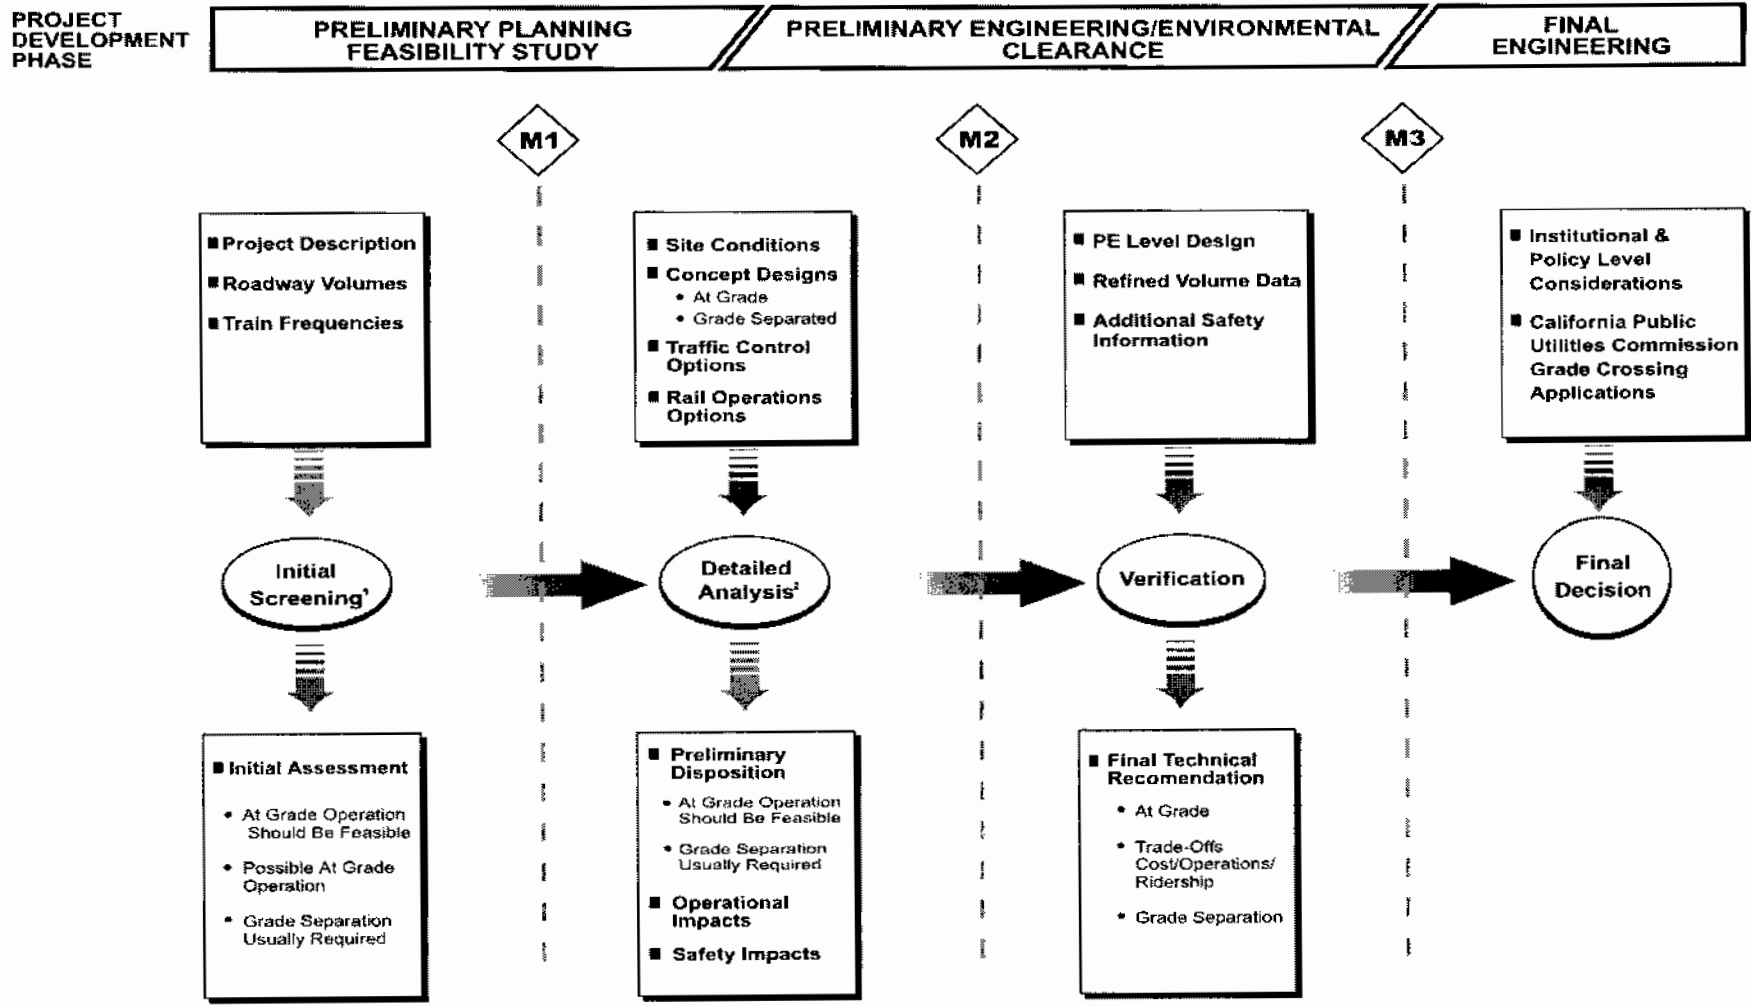 PROJECT
DEVELOPMENT
PHASE
PRELIMINARY PLANNING
FEASIBILITY STUDY
PRELIMINARY ENGINEERING/ENVIRONMENTAL
CLEARANCE
FINAL
ENGINEERING
M1
M2
M3
■ Project Description
■ Roadway Volumes
■ Train Frequencies
■ Site Conditions
■ Concept Designs
• At Grade
• Grade Separated
■ Traffic Control
Options
■ Rail Operations
Options
■ PE Level Design
■ Refined Volume Data
■ Additional Safety
Information
■ Institutional &
Policy Level
Considerations
■ California Public
Utilities Commission
Grade Crossing
Applications
Initial
Screening¹
Detailed
Analysis²
Verification
Final
Decision
■ Initial Assessment
• At Grade Operation
Should Be Feasible
• Possible At Grade
Operation
• Grade Separation
Usually Required
■ Preliminary
Disposition
• At Grade Operation
Should Be Feasible
• Grade Separation
Usually Required
■ Operational
Impacts
■ Safety Impacts
■ Final Technical
Recomendation
• At Grade
• Trade-Offs
Cost/Operations/
Ridership
• Grade Separation